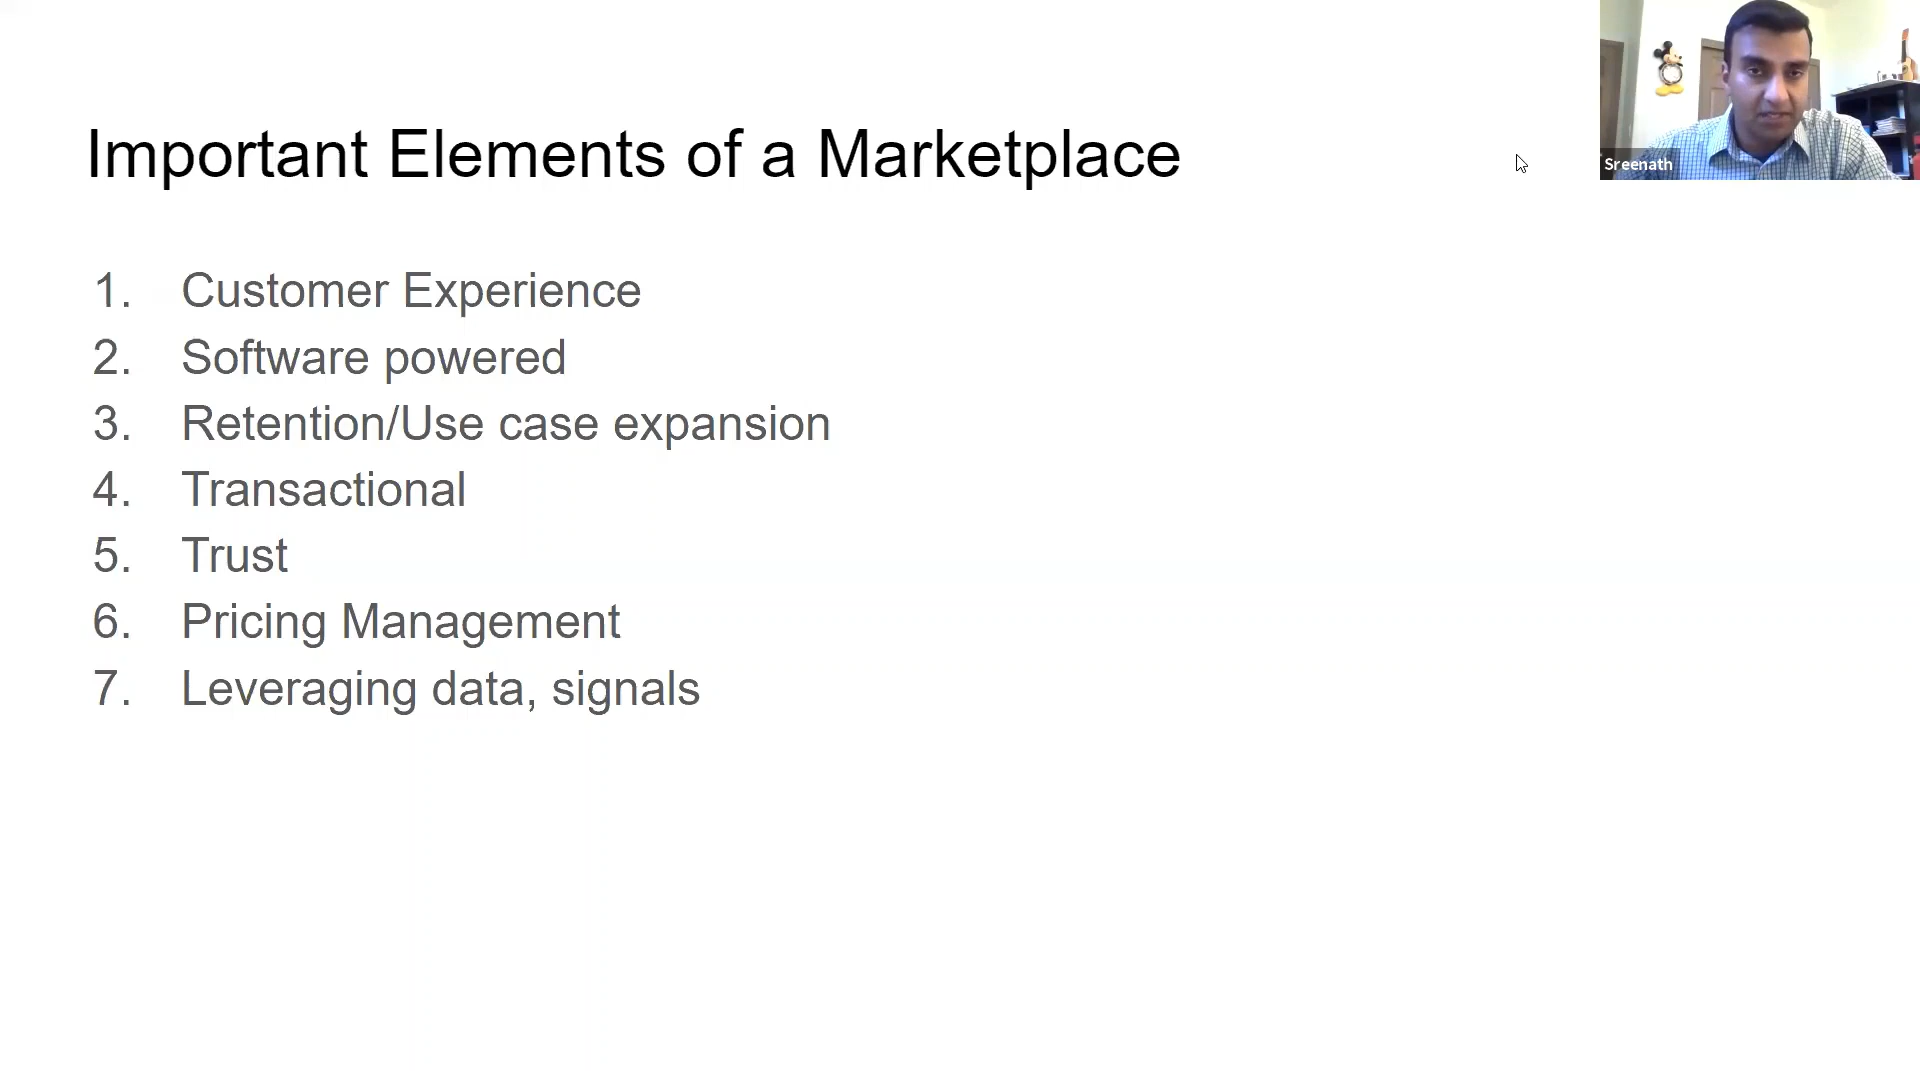 Important Elements of a Marketplace
1. Customer Experience
2. Software powered
3. Retention/Use case expansion
4. Transactional
5. Trust
6. Pricing Management
7. Leveraging data, signals
Sreenath